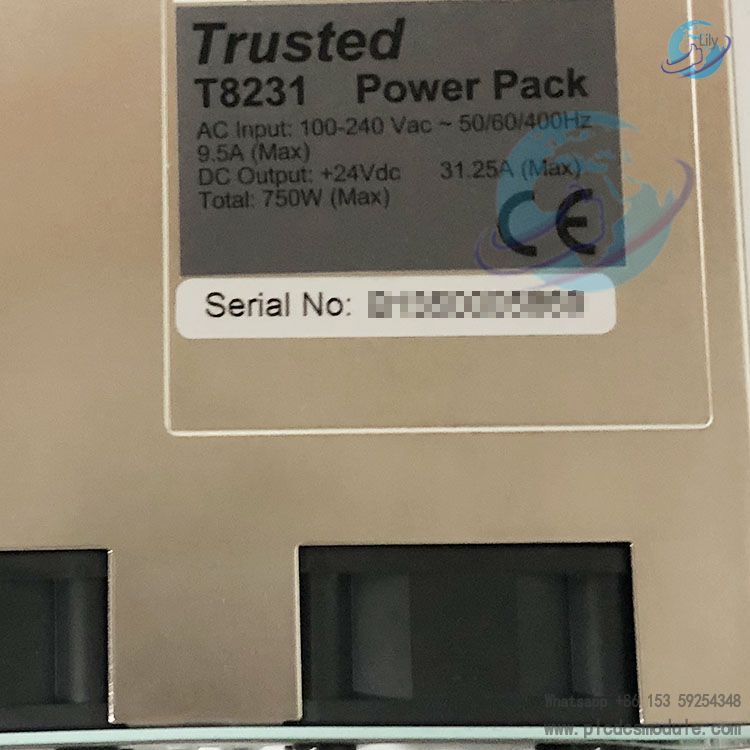 Lily
Trusted
T8231 Power Pack
AC Input: 100-240 Vac ~ 50/60/400Hz
9.5A (Max)
DC Output: +24Vdc 31.25A (Max)
Total: 750W (Max)
CE
Serial No:
Whatsapp +86 153 59254348
www.plcdcsmodule.com